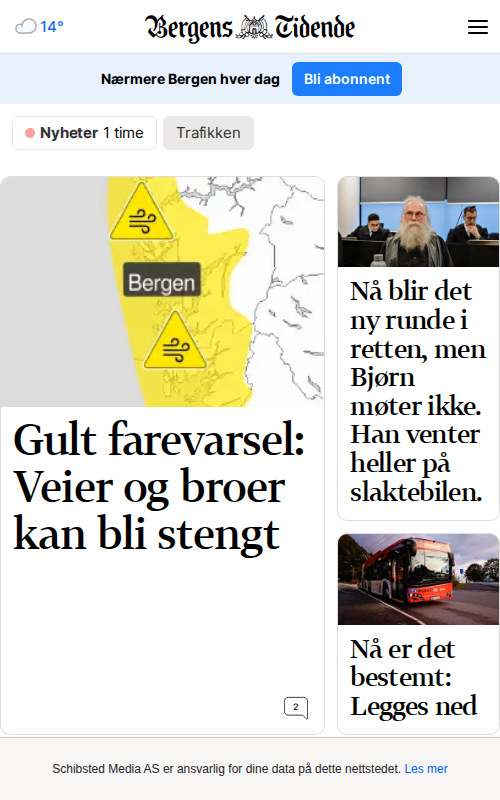 14°
Bergens Tidende
Nærmere Bergen hver dag
Bli abonnent
Nyheter 1 time
Trafikken
Bergen
Gult farevarsel:
Veier og broer
kan bli stengt
2
Nå blir det
ny runde i
retten, men
Bjørn
møter ikke.
Han venter
heller på
slaktebilen.
Nå er det
bestemt:
Legges ned
Schibsted Media AS er ansvarlig for dine data på dette nettstedet. Les mer